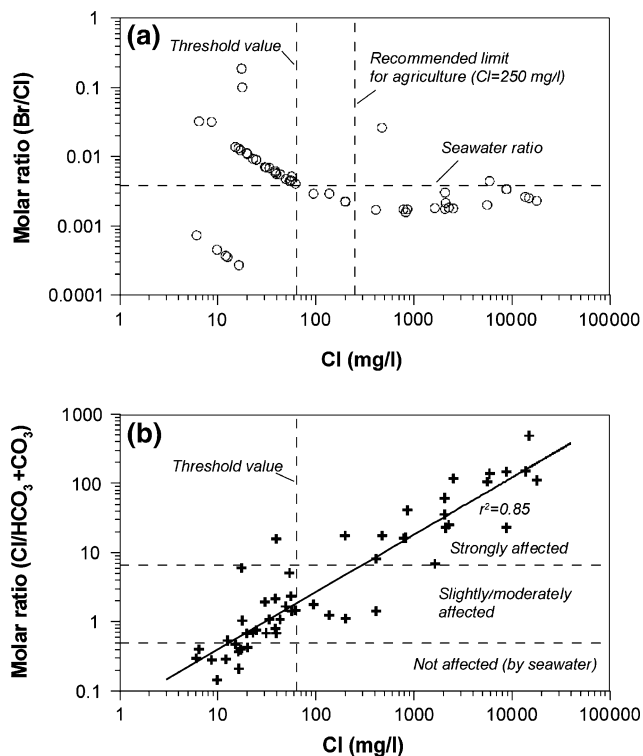 (a)
1
0.1
0.01
0.001
0.0001
Molar ratio (Br/Cl)
Threshold value
Recommended limit
for agriculture (Cl=250 mg/l)
Seawater ratio
1 10 100 1000 10000 100000
Cl (mg/l)
(b)
1000
100
10
1
0.1
Molar ratio (Cl/HCO3 +CO3)
Threshold value
r²=0.85
Strongly affected
Slightly/moderately
affected
Not affected (by seawater)
1 10 100 1000 10000 100000
Cl (mg/l)